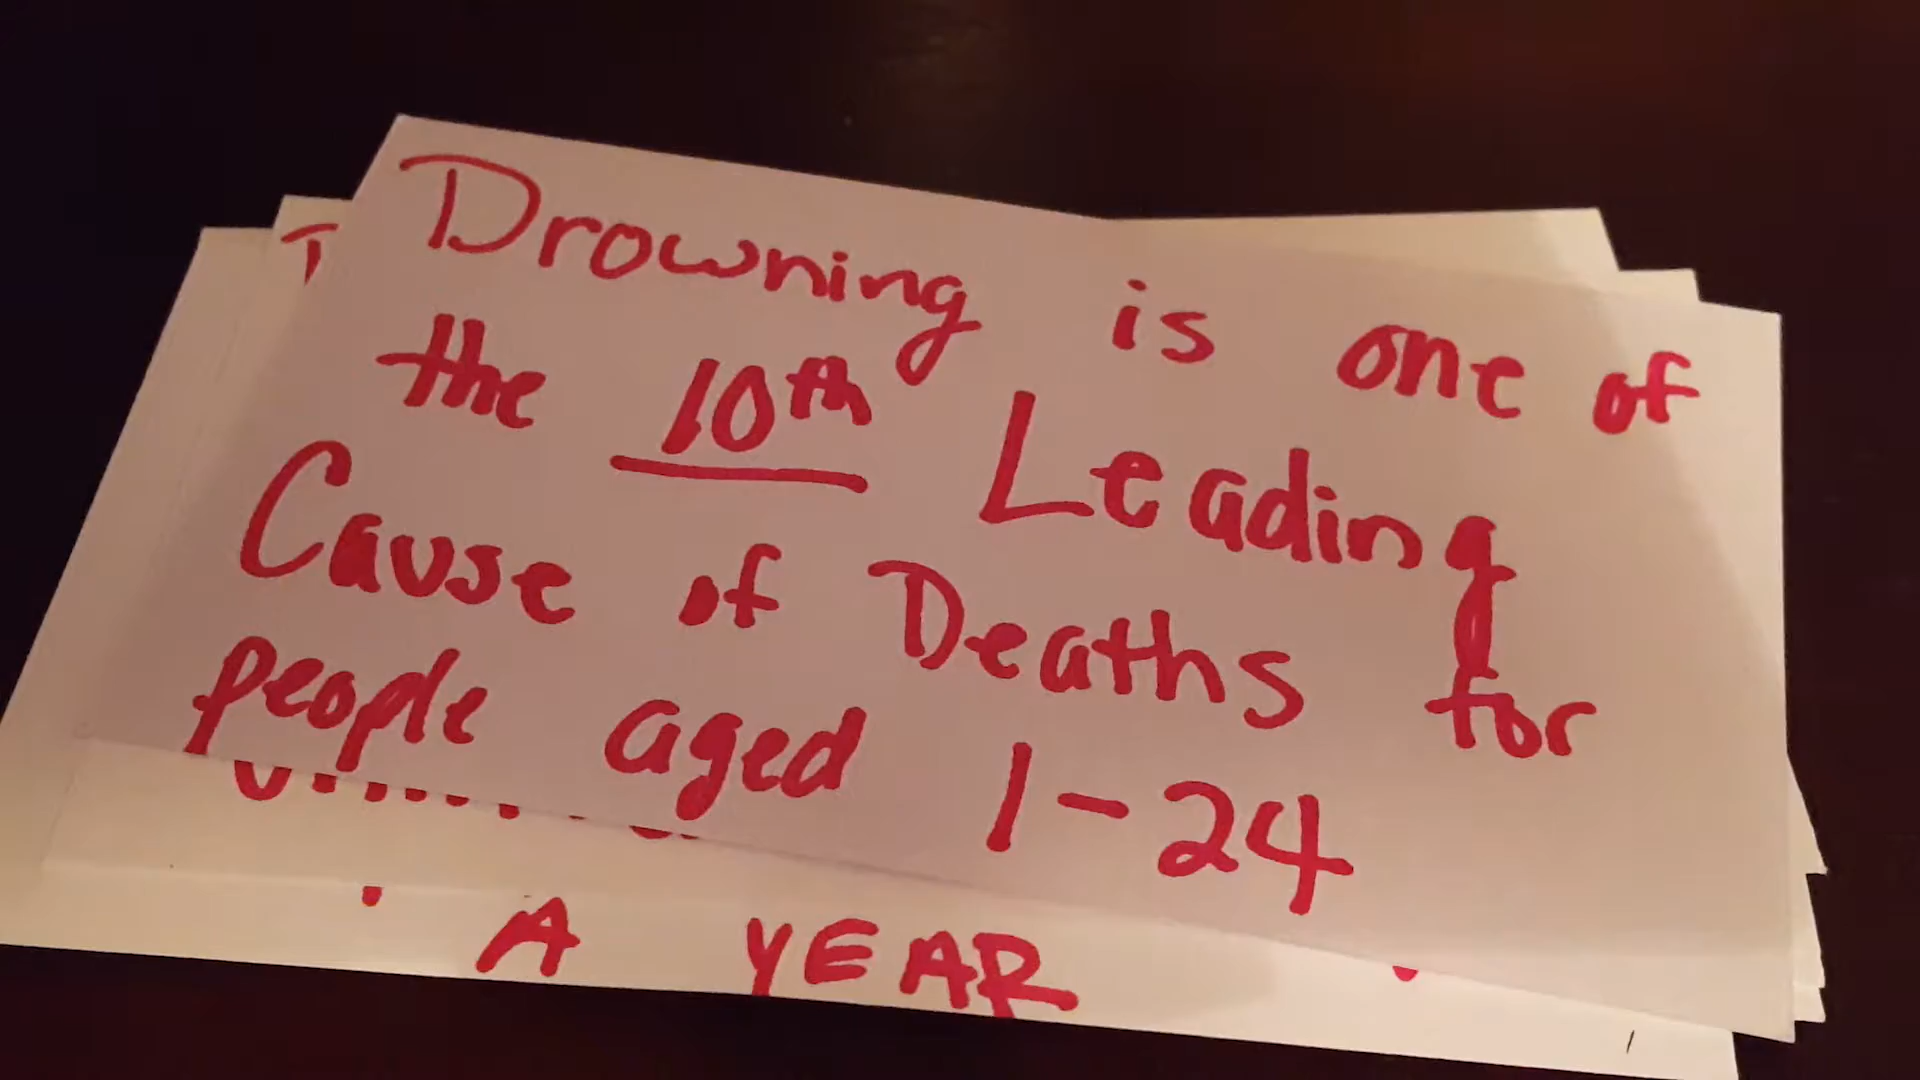 Drowning is one of
the 10th Leading
Cause of Deaths for
people aged 1-24
A YEAR